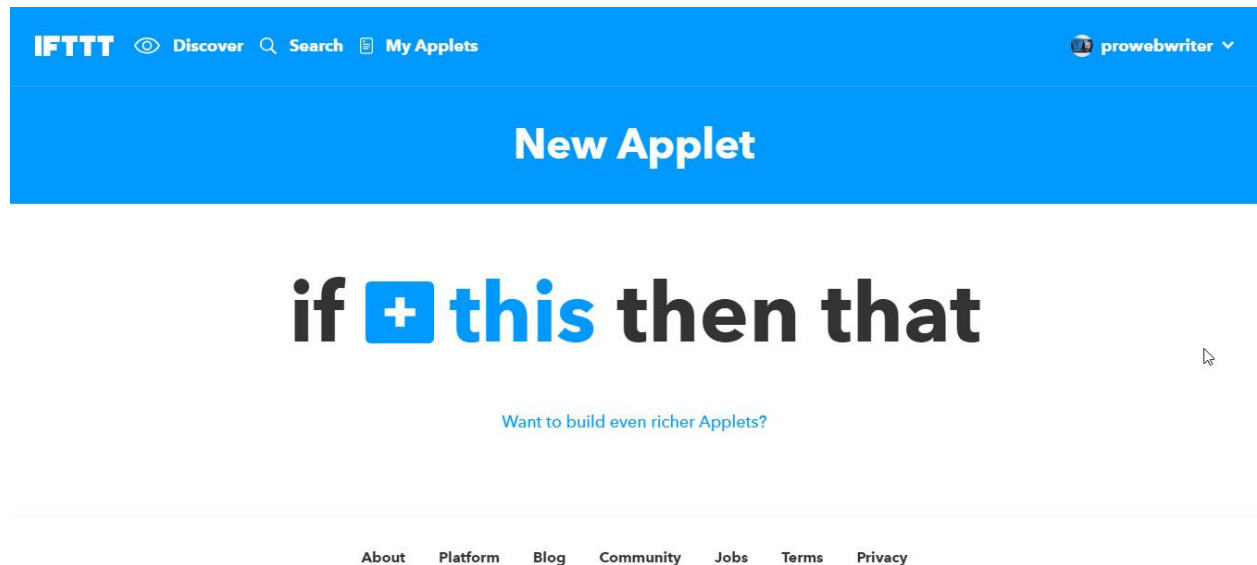 IFTTT Discover Search My Applets prowebwriter
New Applet
if + this then that
Want to build even richer Applets?
About Platform Blog Community Jobs Terms Privacy